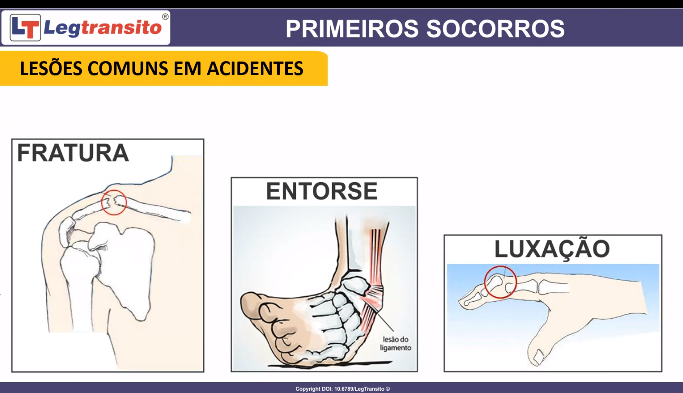 LT Legtransito®
PRIMEIROS SOCORROS
LESÕES COMUNS EM ACIDENTES
FRATURA
ENTORSE
lesão do
ligamento
LUXAÇÃO
Copyright DOI: 10.6789/LegTransito ©